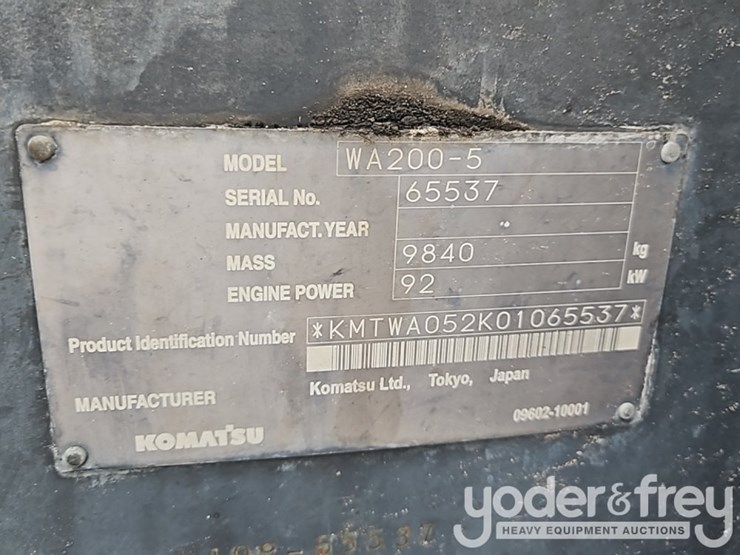 MODEL WA200-5
SERIAL No. 65537
MANUFACT.YEAR
MASS 9840 kg
ENGINE POWER 92 kW
Product Identification Number *KMTWA052K01065537*
MANUFACTURER Komatsu Ltd., Tokyo, Japan
09602-10001
KOMATSU
yoder&frey
HEAVY EQUIPMENT AUCTIONS
65537